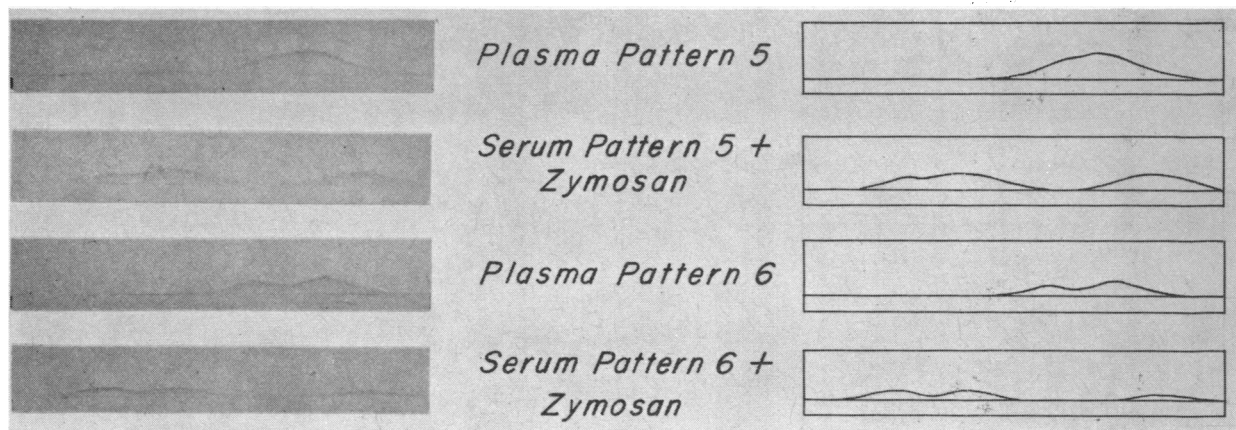 Plasma Pattern 5
Serum Pattern 5 +
Zymosan
Plasma Pattern 6
Serum Pattern 6 +
Zymosan